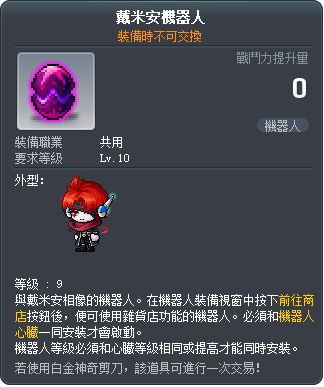 戴米安機器人
裝備時不可交換
戰鬥力提升量
0
機器人
裝備職業 共用
要求等級 Lv.10
外型:
等級 : 9
與戴米安相像的機器人。在機器人裝備視窗中按下前往商
店按鈕後，便可使用雜貨店功能的機器人。必須和機器人
心臟一同安裝才會啟動。
機器人等級必須和心臟等級相同或提高才能同時安裝。
若使用白金神奇剪刀，該道具可進行一次交易!